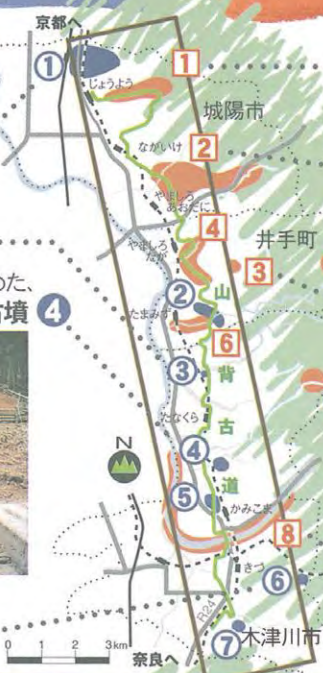 京都へ
①
1
じょうよう
城陽市
ながいけ
2
やましろ
あおだに
4
井手町
やましろ
たが
3
めた、
古墳 ④
②
山
たまみず
6
背
③
古
たなくら
N
④
道
⑤
かみこま
8
きづ
⑥
R24
⑦
木津川市
0 1 2 3km
奈良へ